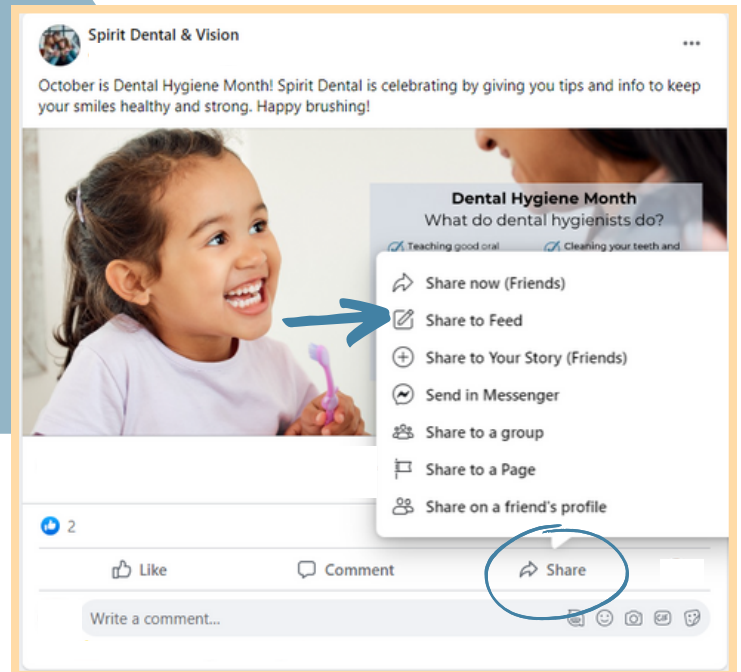 Spirit Dental & Vision
October is Dental Hygiene Month! Spirit Dental is celebrating by giving you tips and info to keep
your smiles healthy and strong. Happy brushing!
Dental Hygiene Month
What do dental hygienists do?
Teaching good oral
Cleaning your teeth and
Share now (Friends)
Share to Feed
Share to Your Story (Friends)
Send in Messenger
Share to a group
Share to a Page
Share on a friend's profile
2
Like Comment Share
Write a comment...
GIF